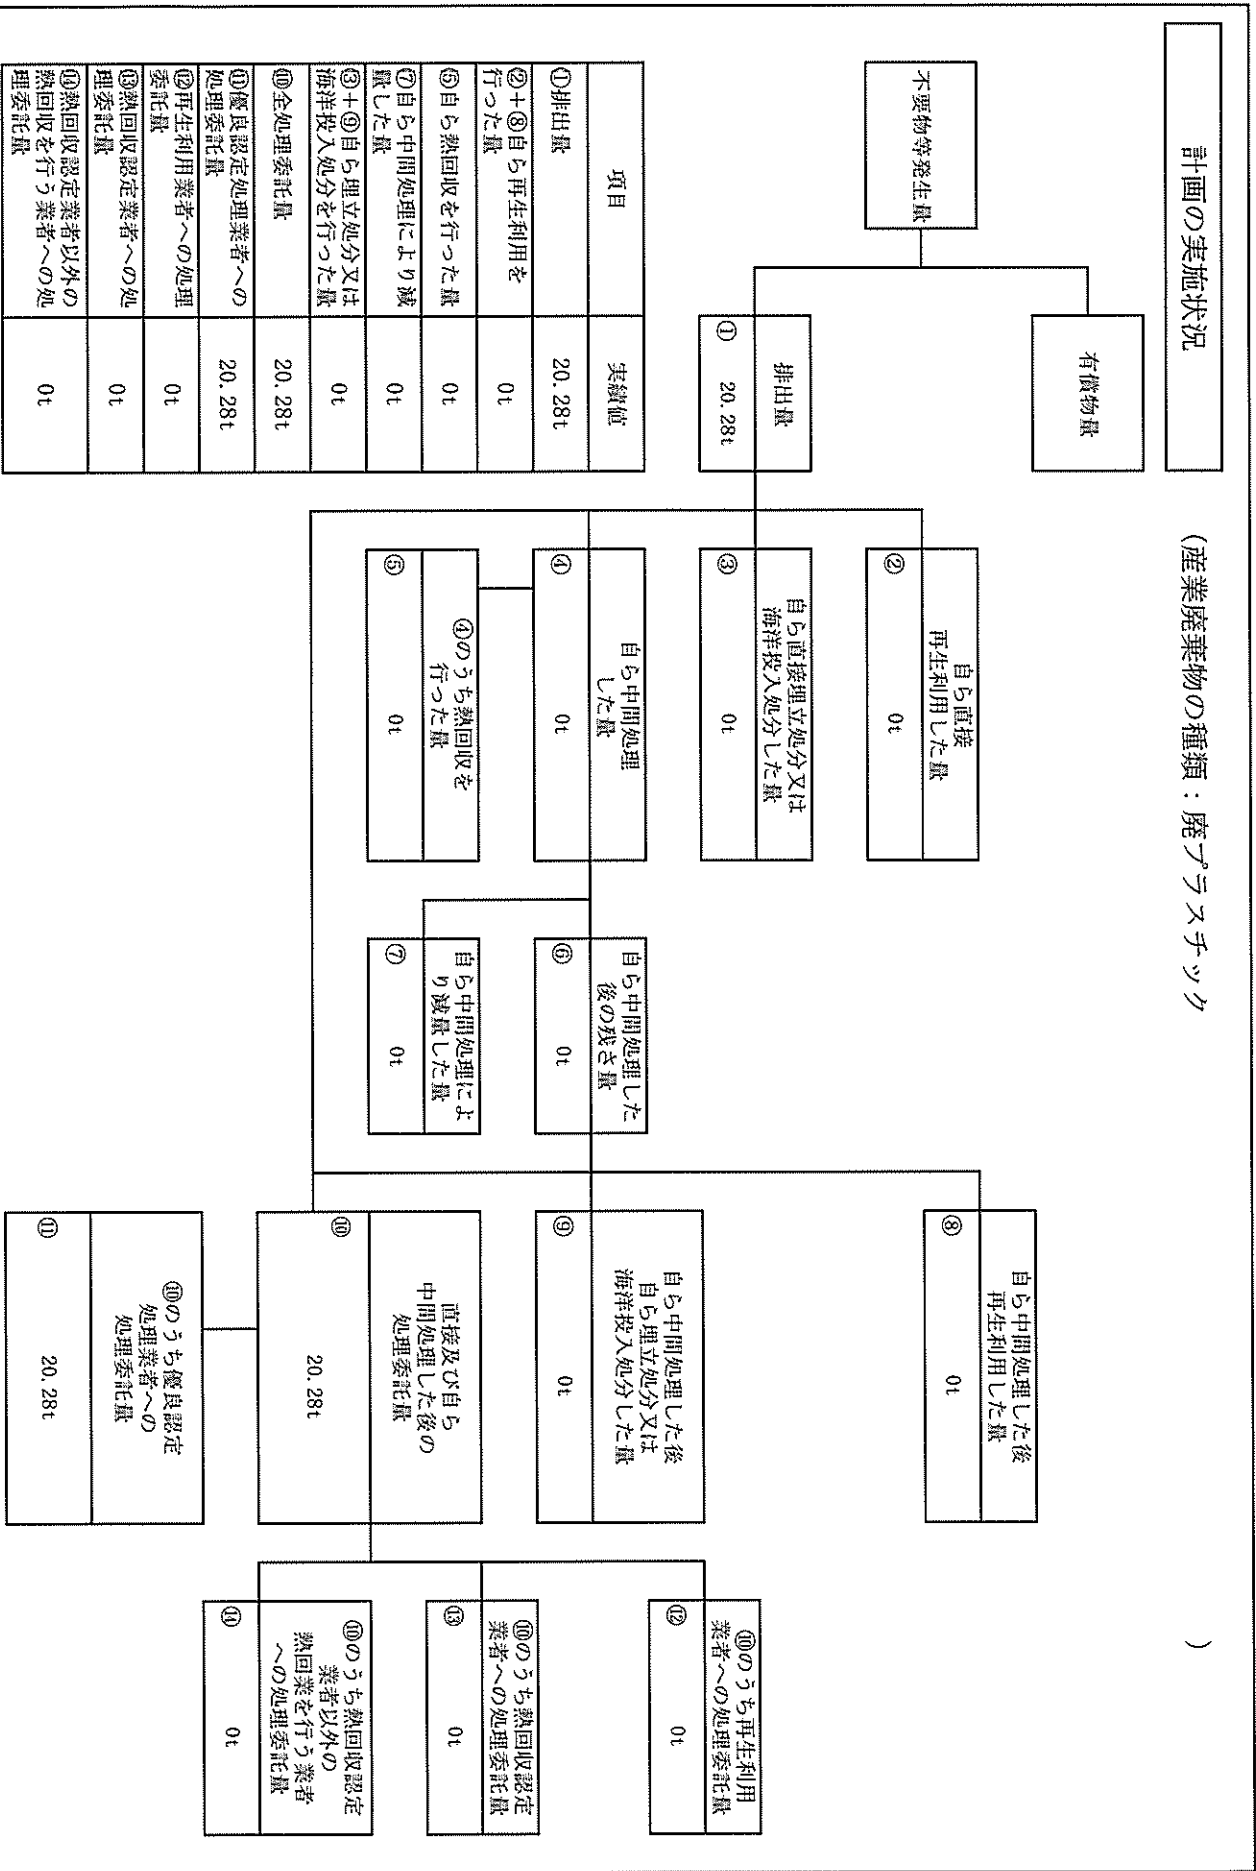 計画の実施状況
(産業廃棄物の種類：廃プラスチック
)
不要物等発生量
有償物量
排出量
① 20.28t
自ら直接
再生利用した量
② 0t
自ら直接埋立処分又は
海洋投入処分した量
③ 0t
自ら中間処理
した量
④ 0t
④のうち熱回収を
行った量
⑤ 0t
自ら中間処理した
後の残さ量
⑥ 0t
自ら中間処理によ
り減量した量
⑦ 0t
自ら中間処理した後
再生利用した量
⑧ 0t
自ら中間処理した後
自ら埋立処分又は
海洋投入処分した量
⑨ 0t
直接及び自ら
中間処理した後の
処理委託量
⑩ 20.28t
⑩のうち優良認定
処理業者への
処理委託量
⑪ 20.28t
⑩のうち再生利用
業者への処理委託量
⑫ 0t
⑩のうち熱回収認定
業者への処理委託量
⑬ 0t
⑩のうち熱回収認定
業者以外の
熱回業を行う業者
への処理委託量
⑭ 0t
項目 実績値
①排出量 20.28t
②+⑧自ら再生利用を
行った量 0t
⑤自ら熱回収を行った量 0t
⑦自ら中間処理により減
量した量 0t
③+⑨自ら埋立処分又は
海洋投入処分を行った量 0t
⑩全処理委託量 20.28t
⑪優良認定処理業者への
処理委託量 20.28t
⑫再生利用業者への処理
委託量 0t
⑬熱回収認定業者への処
理委託量 0t
⑭熱回収認定業者以外の
熱回収を行う業者への処
理委託量 0t